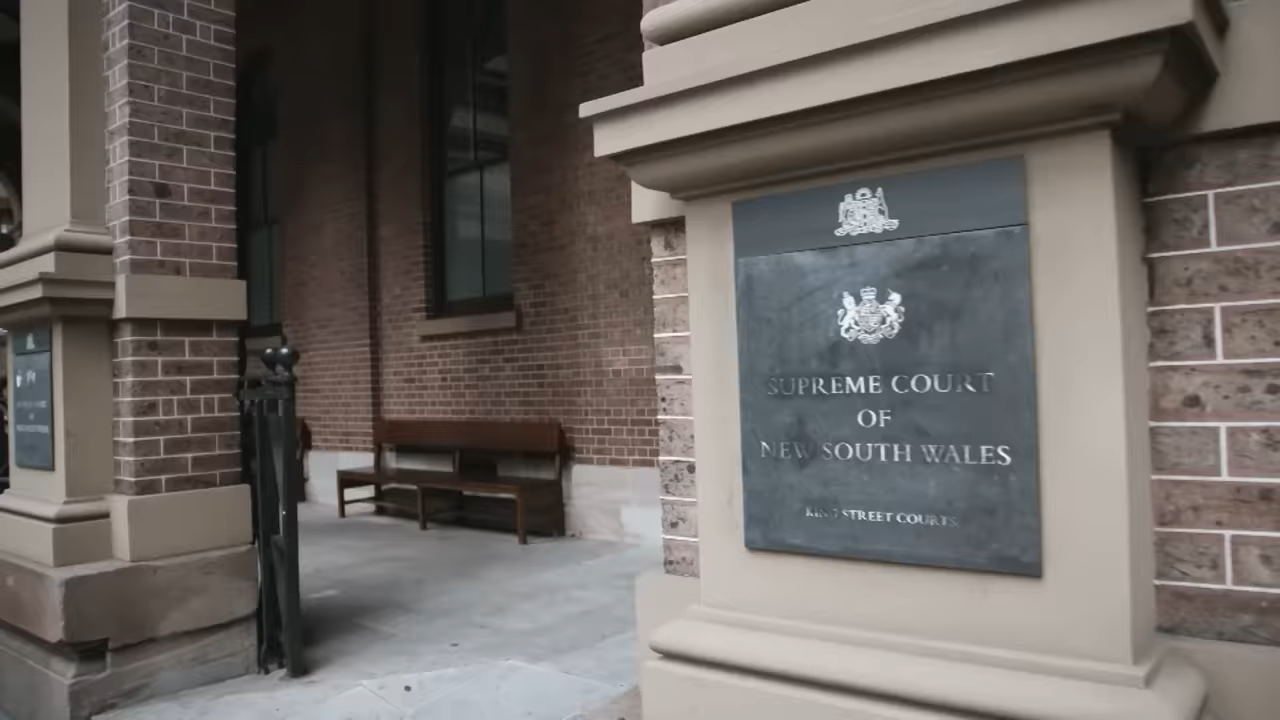 SUPREME COURT
OF
NEW SOUTH WALES
KING STREET COURTS